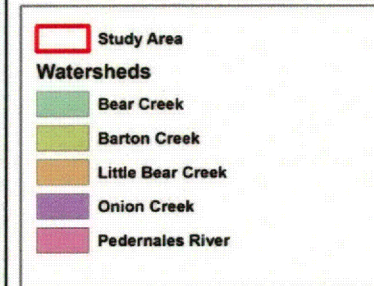 Study Area
Watersheds
Bear Creek
Barton Creek
Little Bear Creek
Onion Creek
Pedernales River